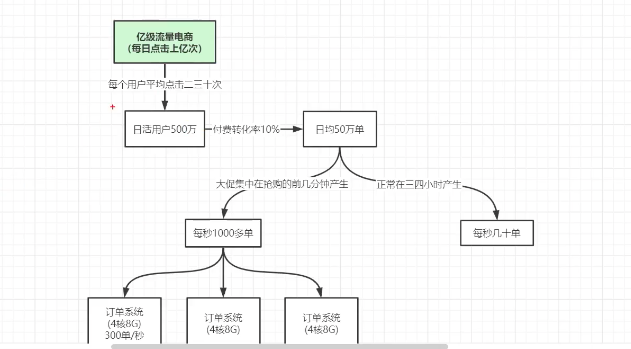 亿级流量电商
（每日点击上亿次）
每个用户平均点击二三十次
日活用户500万
付费转化率10%
日均50万单
大促集中在抢购的前几分钟产生
正常在三四小时产生
每秒1000多单
每秒几十单
订单系统
(4核8G)
300单/秒
订单系统
(4核8G)
订单系统
(4核8G)